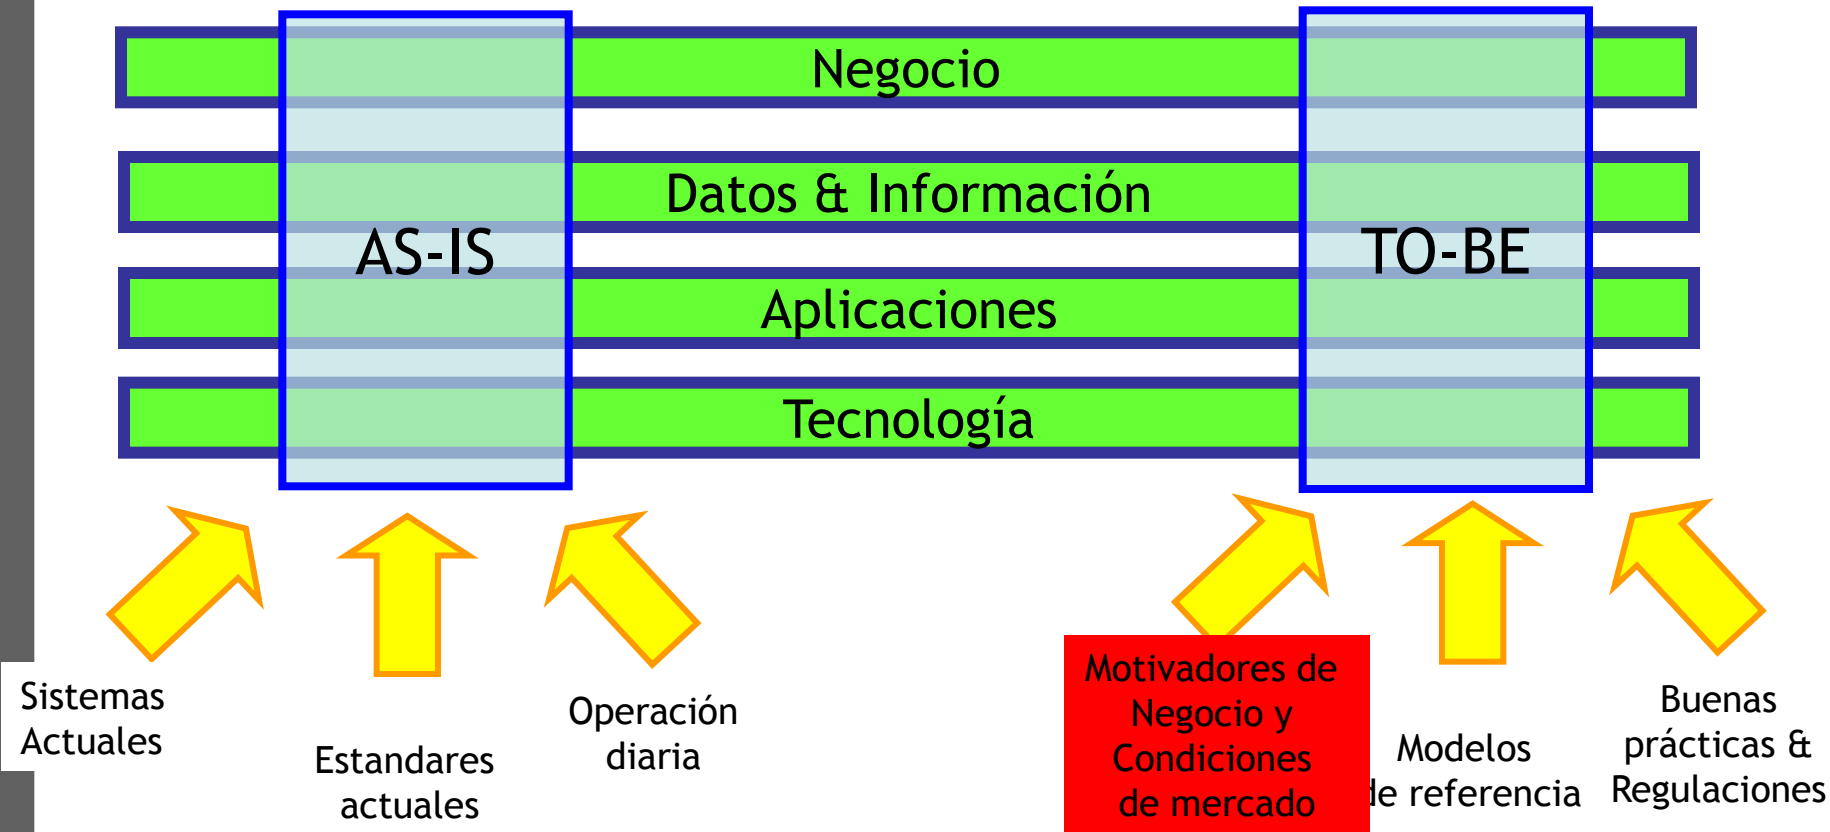 Negocio
Datos & Información
AS-IS
TO-BE
Aplicaciones
Tecnología
Sistemas
Actuales
Estandares
actuales
Operación
diaria
Motivadores de
Negocio y
Condiciones
de mercado
Modelos
de referencia
Buenas
prácticas &
Regulaciones